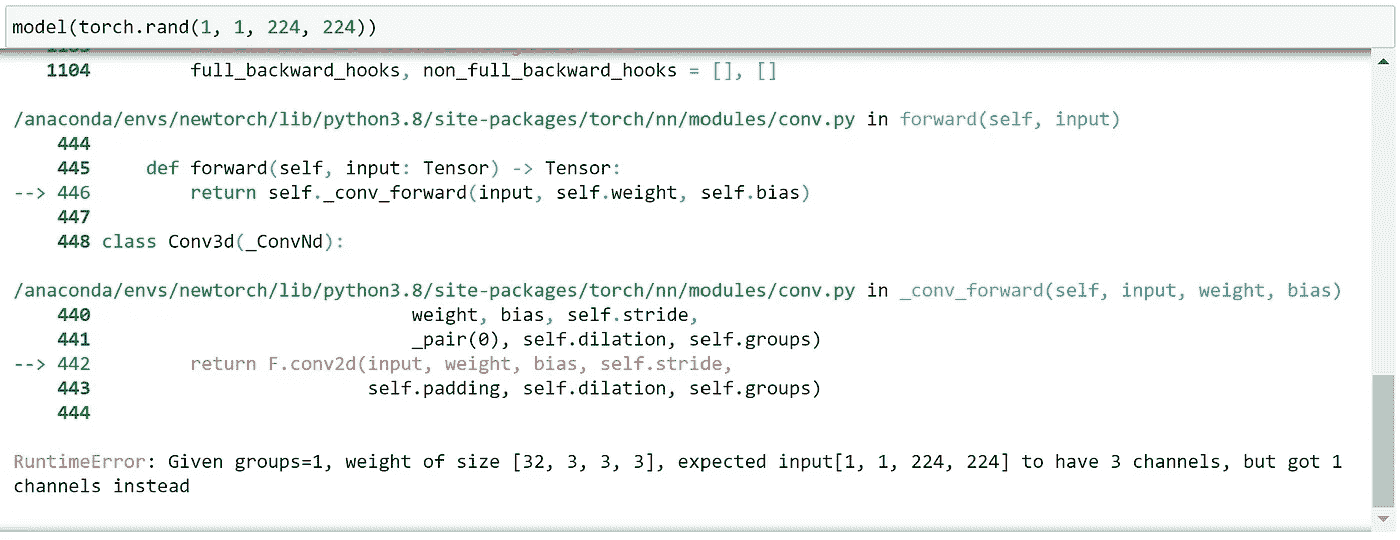 model(torch.rand(1, 1, 224, 224))
1104         full_backward_hooks, non_full_backward_hooks = [], []
/anaconda/envs/newtorch/lib/python3.8/site-packages/torch/nn/modules/conv.py in forward(self, input)
    444
    445     def forward(self, input: Tensor) -> Tensor:
--> 446         return self._conv_forward(input, self.weight, self.bias)
    447
    448 class Conv3d(_ConvNd):
/anaconda/envs/newtorch/lib/python3.8/site-packages/torch/nn/modules/conv.py in _conv_forward(self, input, weight, bias)
    440                             weight, bias, self.stride,
    441                             _pair(0), self.dilation, self.groups)
--> 442         return F.conv2d(input, weight, bias, self.stride,
    443                         self.padding, self.dilation, self.groups)
    444
RuntimeError: Given groups=1, weight of size [32, 3, 3, 3], expected input[1, 1, 224, 224] to have 3 channels, but got 1
channels instead